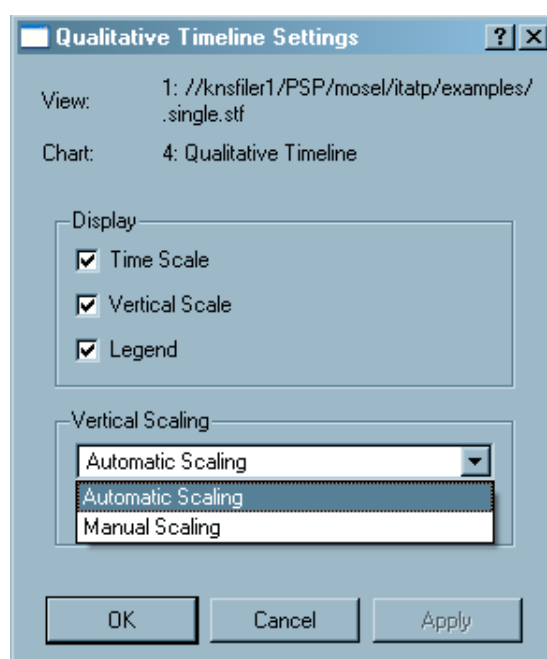 Qualitative Timeline Settings
View: 1: //knsfiler1/PSP/mosel/itatp/examples/
.single.stf
Chart: 4: Qualitative Timeline
Display
Time Scale
Vertical Scale
Legend
Vertical Scaling
Automatic Scaling
Automatic Scaling
Manual Scaling
OK Cancel Apply